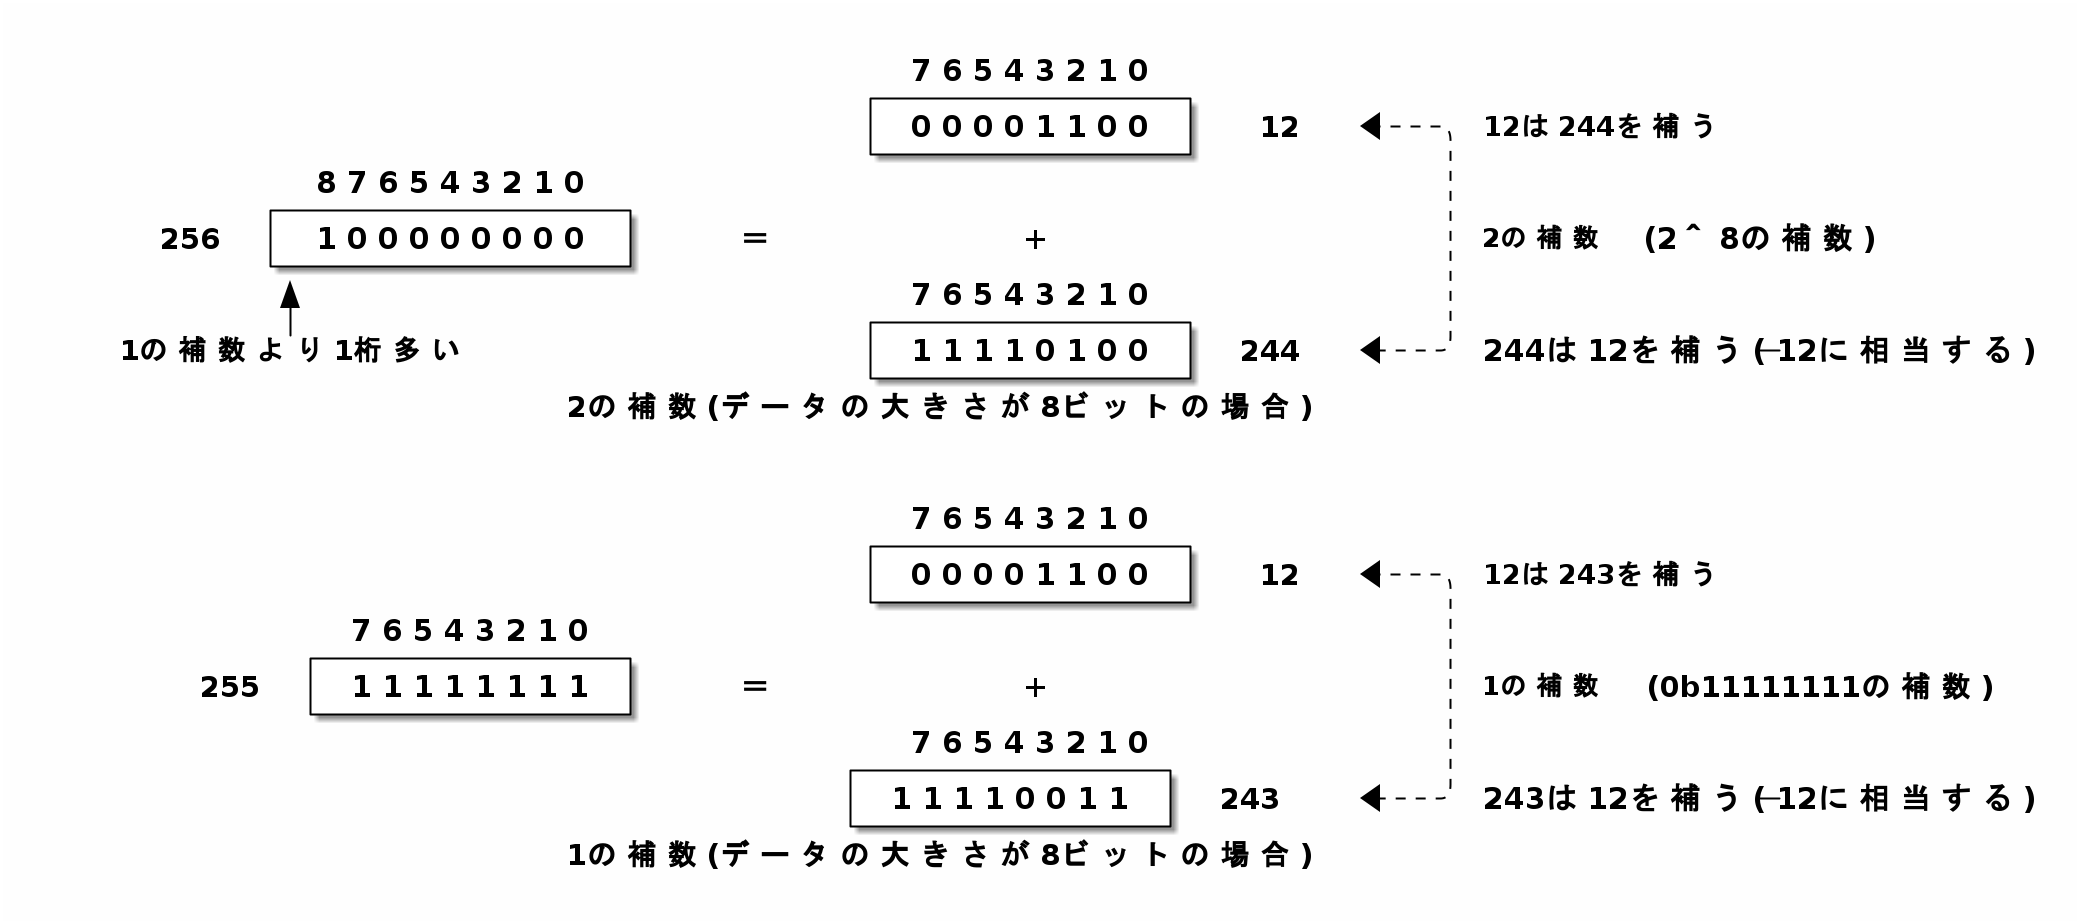 7 6 5 4 3 2 1 0
0 0 0 0 1 1 0 0 12 12は244を補う
8 7 6 5 4 3 2 1 0
256 1 0 0 0 0 0 0 0 0 = + 2の補数 (2^8の補数)
7 6 5 4 3 2 1 0
1の補数より1桁多い 1 1 1 1 0 1 0 0 244 244は12を補う(−12に相当する)
2の補数(データの大きさが8ビットの場合)
7 6 5 4 3 2 1 0
0 0 0 0 1 1 0 0 12 12は243を補う
7 6 5 4 3 2 1 0
255 1 1 1 1 1 1 1 1 = + 1の補数 (0b11111111の補数)
7 6 5 4 3 2 1 0
1 1 1 1 0 0 1 1 243 243は12を補う(−12に相当する)
1の補数(データの大きさが8ビットの場合)